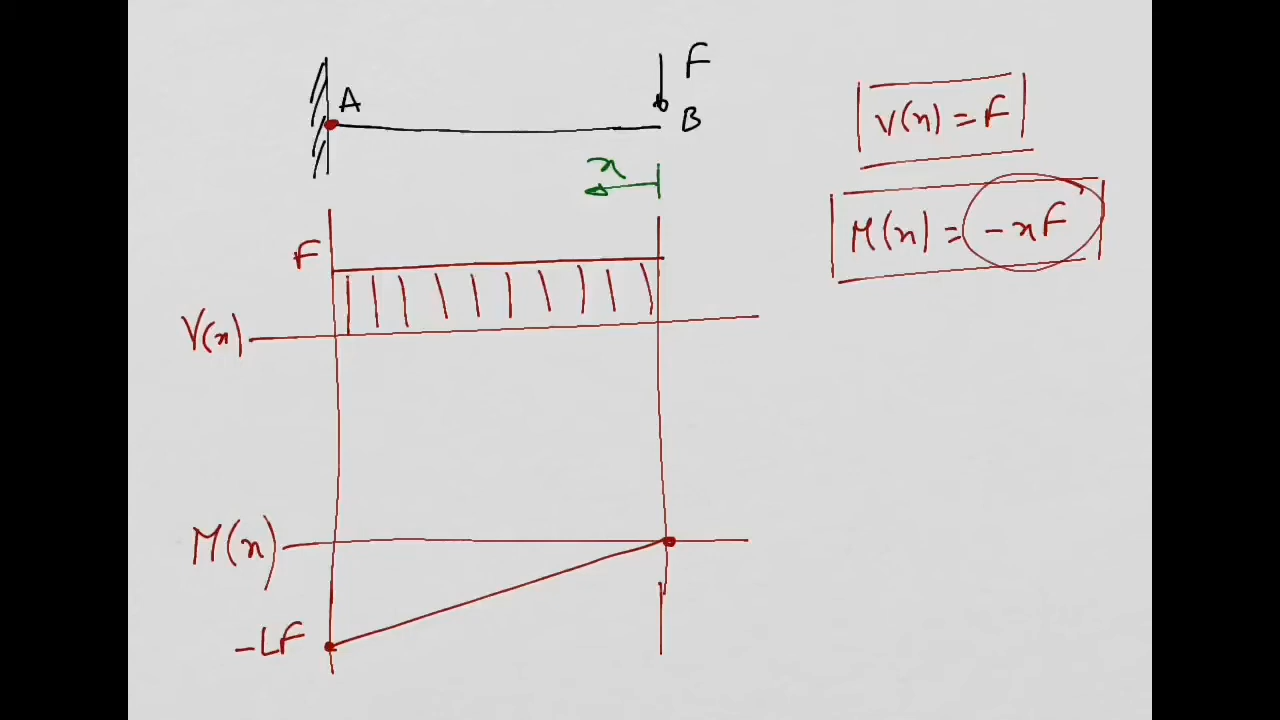 F
A
B
x
V(x) = F
M(x) = -xF
F
V(x)
M(x)
-LF